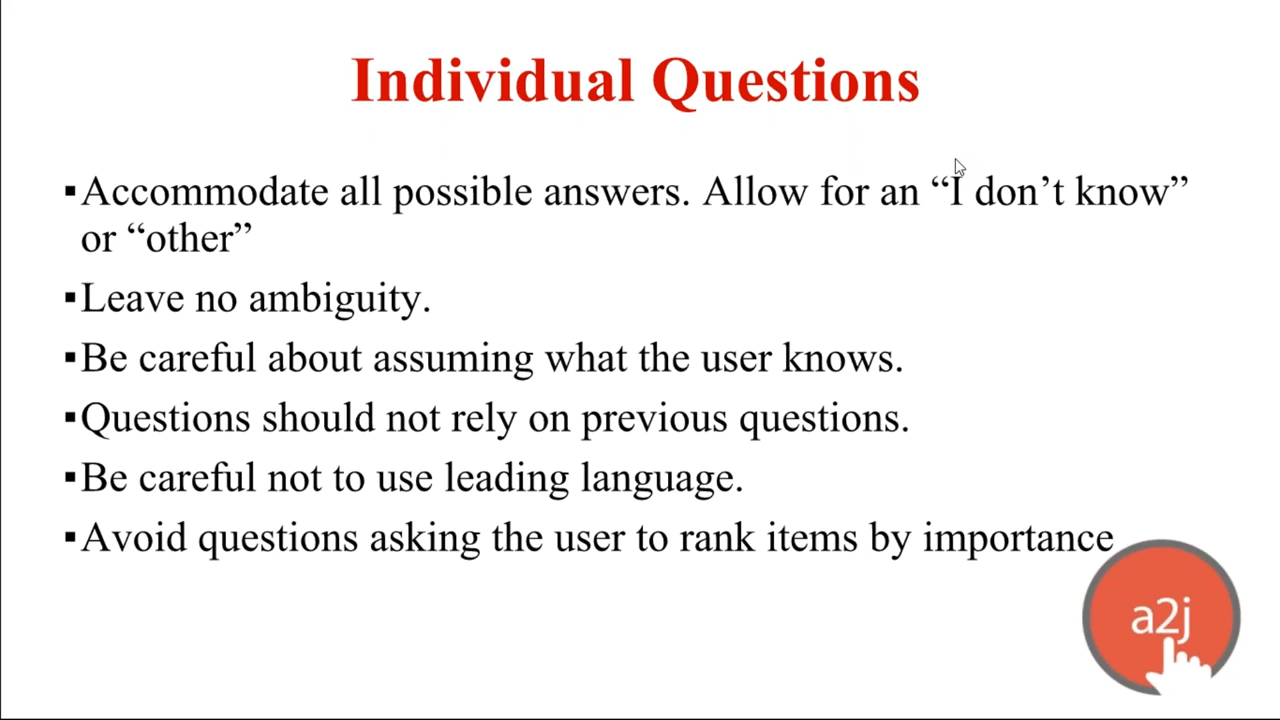 Individual Questions
▪Accommodate all possible answers. Allow for an “I don’t know”
or “other”
▪Leave no ambiguity.
▪Be careful about assuming what the user knows.
▪Questions should not rely on previous questions.
▪Be careful not to use leading language.
▪Avoid questions asking the user to rank items by importance
a2j